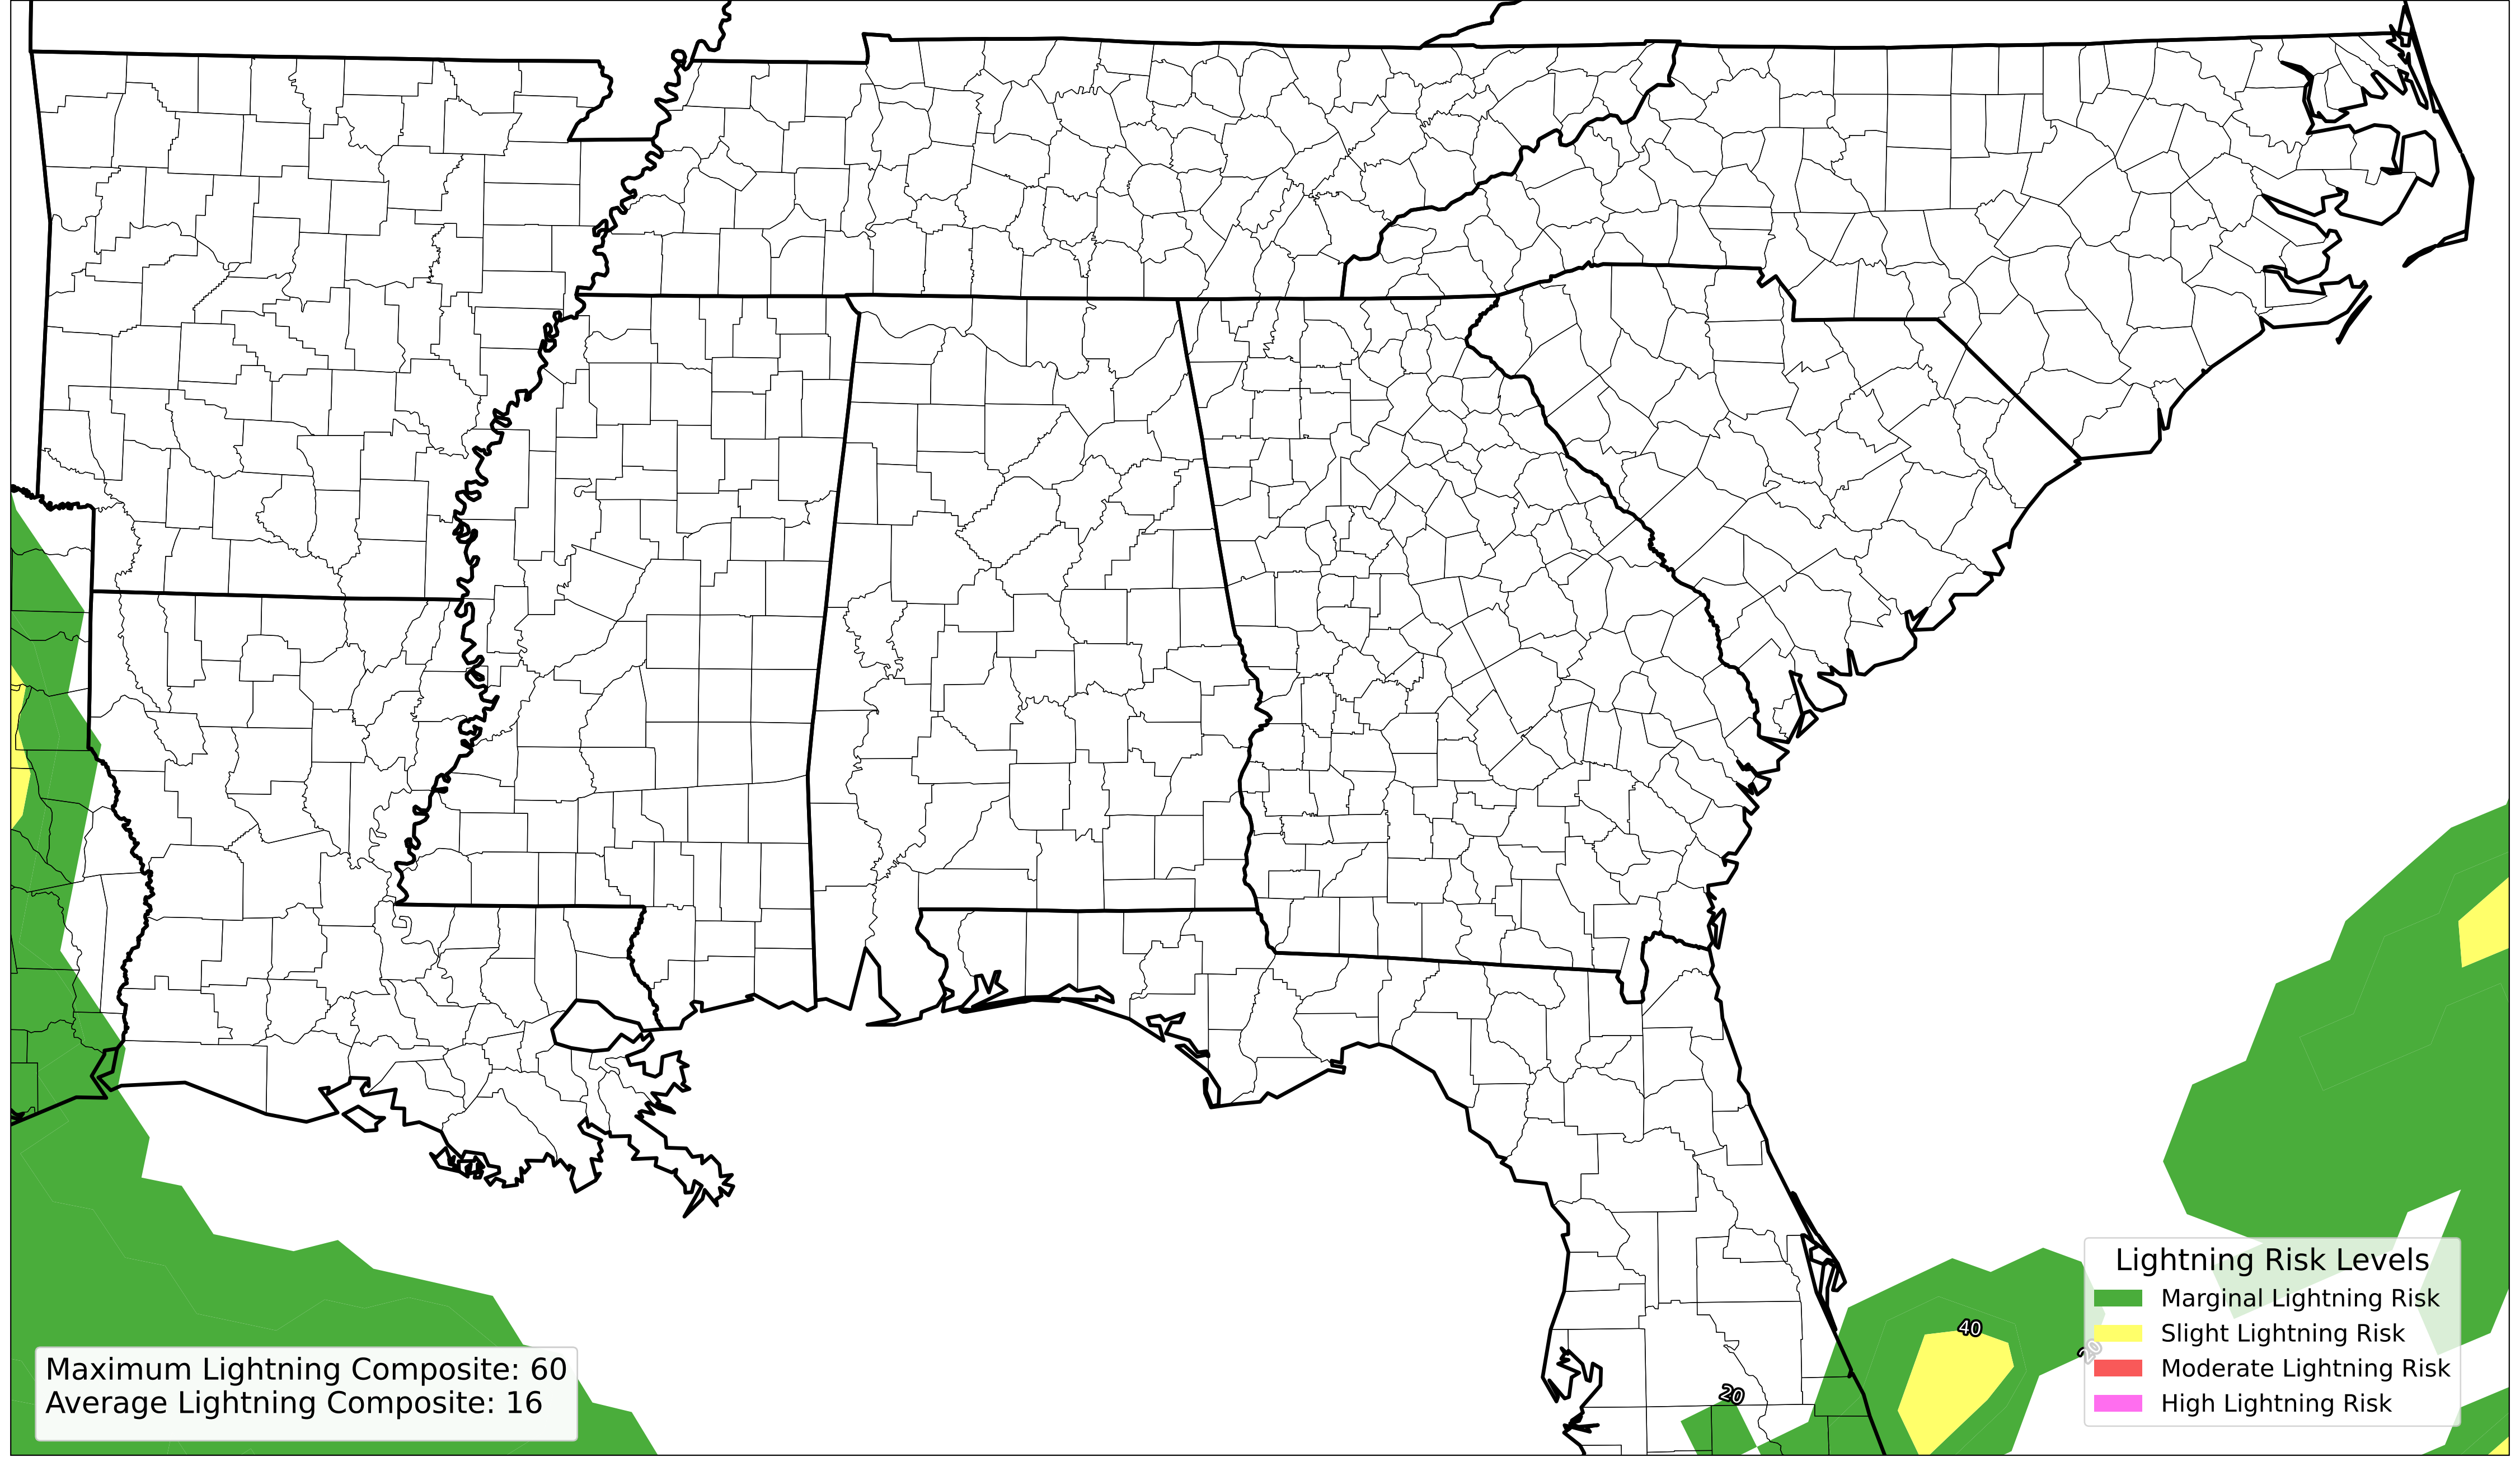 40
20
20
Lightning Risk Levels
Marginal Lightning Risk
Slight Lightning Risk
Moderate Lightning Risk
High Lightning Risk
Maximum Lightning Composite: 60
Average Lightning Composite: 16